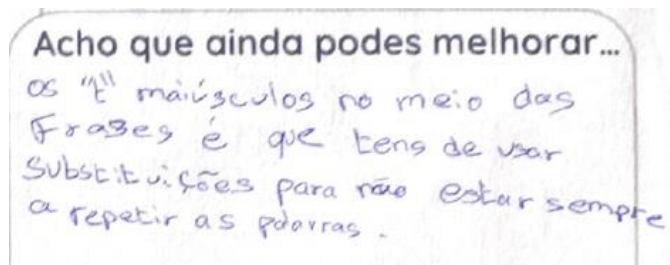 Acho que ainda podes melhorar...
os "t" maiúsculos no meio das
Frases é que tens de usar
substituições para não estar sempre
a repetir as palavras.